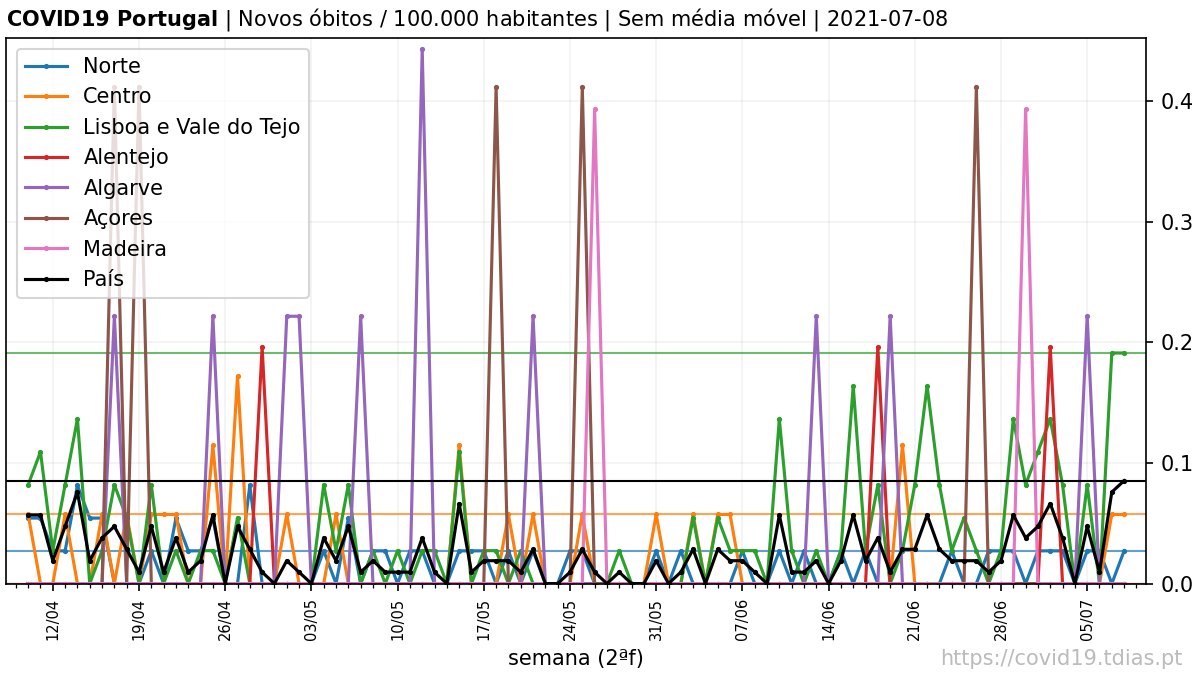 COVID19 Portugal | Novos óbitos / 100.000 habitantes | Sem média móvel | 2021-07-08
Norte
Centro
Lisboa e Vale do Tejo
Alentejo
Algarve
Açores
Madeira
País
0.4
0.3
0.2
0.1
0.0
12/04
19/04
26/04
03/05
10/05
17/05
24/05
31/05
07/06
14/06
21/06
28/06
05/07
semana (2ªf)
https://covid19.tdias.pt